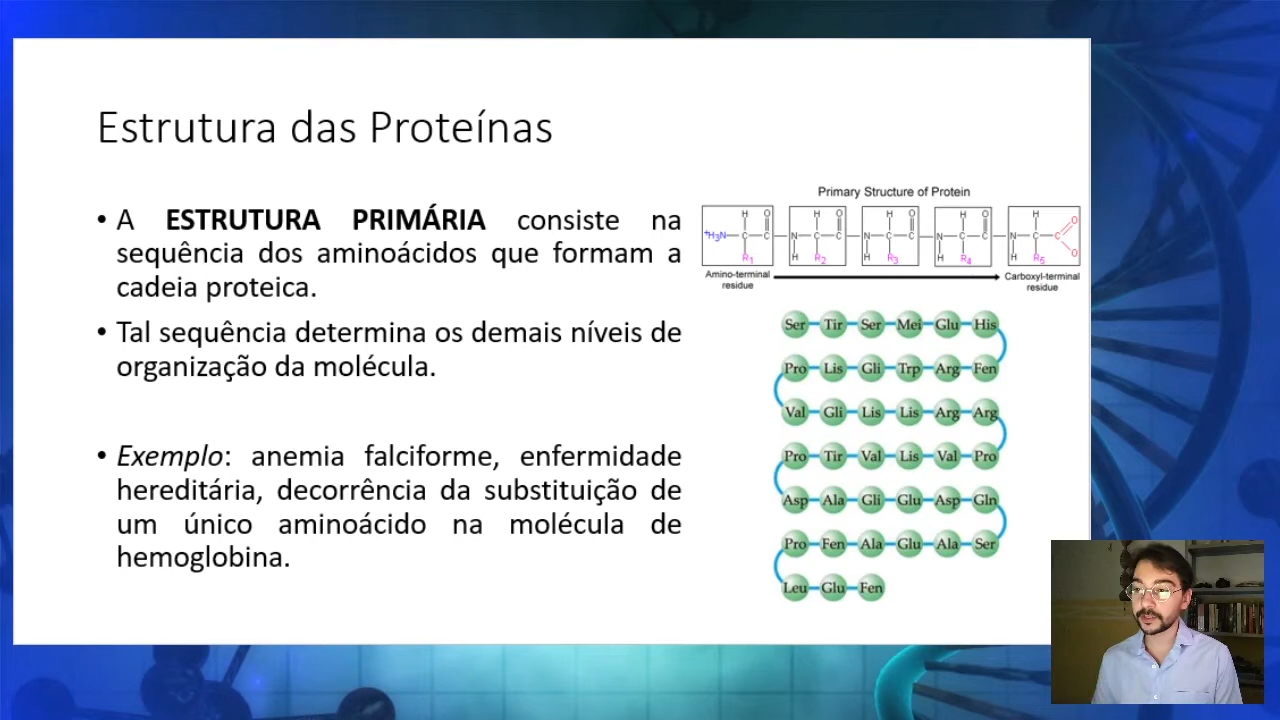 Estrutura das Proteínas
• A ESTRUTURA PRIMÁRIA consiste na
sequência dos aminoácidos que formam a
cadeia proteica.
• Tal sequência determina os demais níveis de
organização da molécula.
• Exemplo: anemia falciforme, enfermidade
hereditária, decorrência da substituição de
um único aminoácido na molécula de
hemoglobina.
Primary Structure of Protein
H O H O H O H O H O
⁺H₃N C C N C C N C C N C C N C C
R₁ H R₂ H R₃ H R₄ H R₅ O
Amino-terminal
residue
Carboxyl-terminal
residue
Ser Tir Ser Mei Glu His
Pro Lis Gli Trp Arg Fen
Val Gli Lis Lis Arg Arg
Pro Tir Val Lis Val Pro
Asp Ala Gli Glu Asp Gln
Pro Fen Ala Glu Ala Ser
Leu Glu Fen